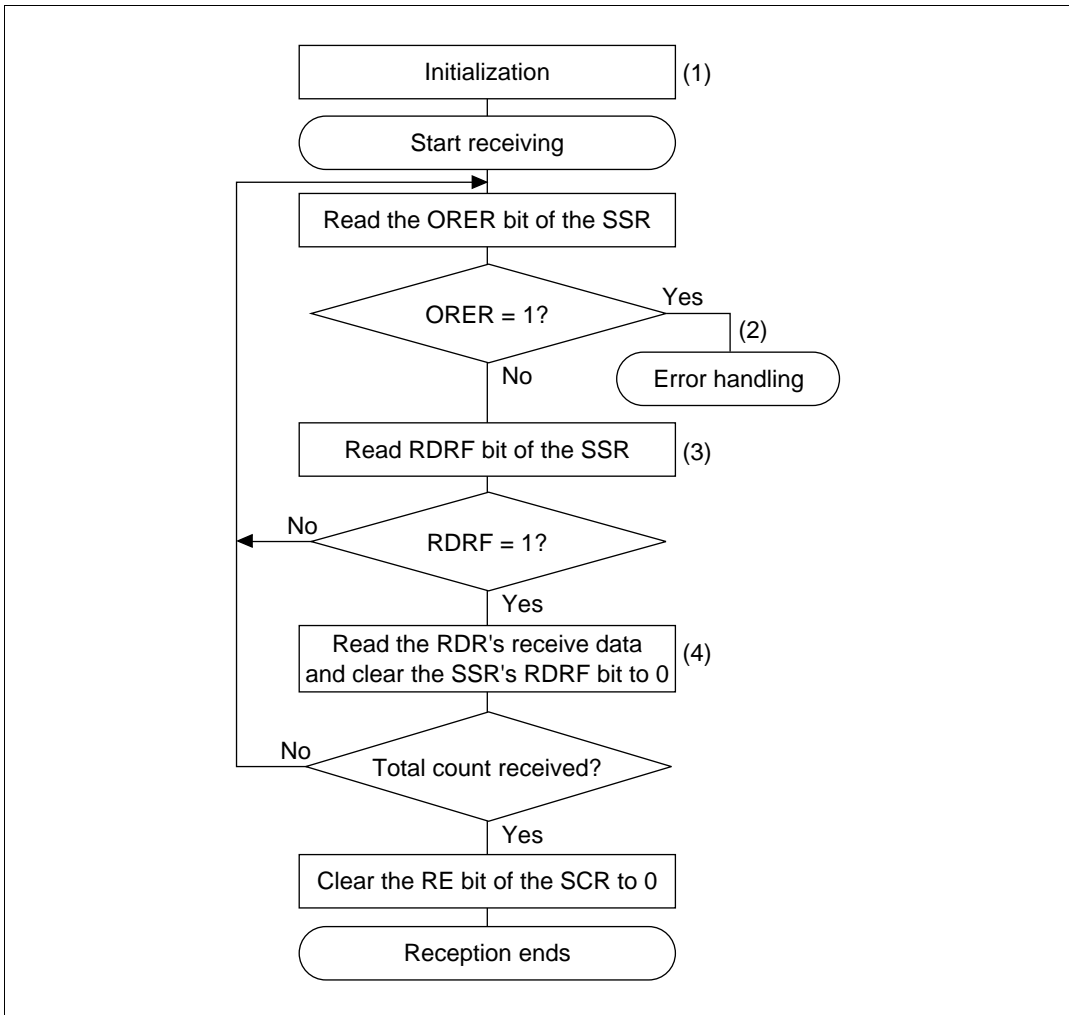 Initialization
(1)
Start receiving
Read the ORER bit of the SSR
ORER = 1?
Yes
(2)
Error handling
No
Read RDRF bit of the SSR
(3)
No
RDRF = 1?
Yes
Read the RDR's receive data
and clear the SSR's RDRF bit to 0
(4)
No
Total count received?
Yes
Clear the RE bit of the SCR to 0
Reception ends